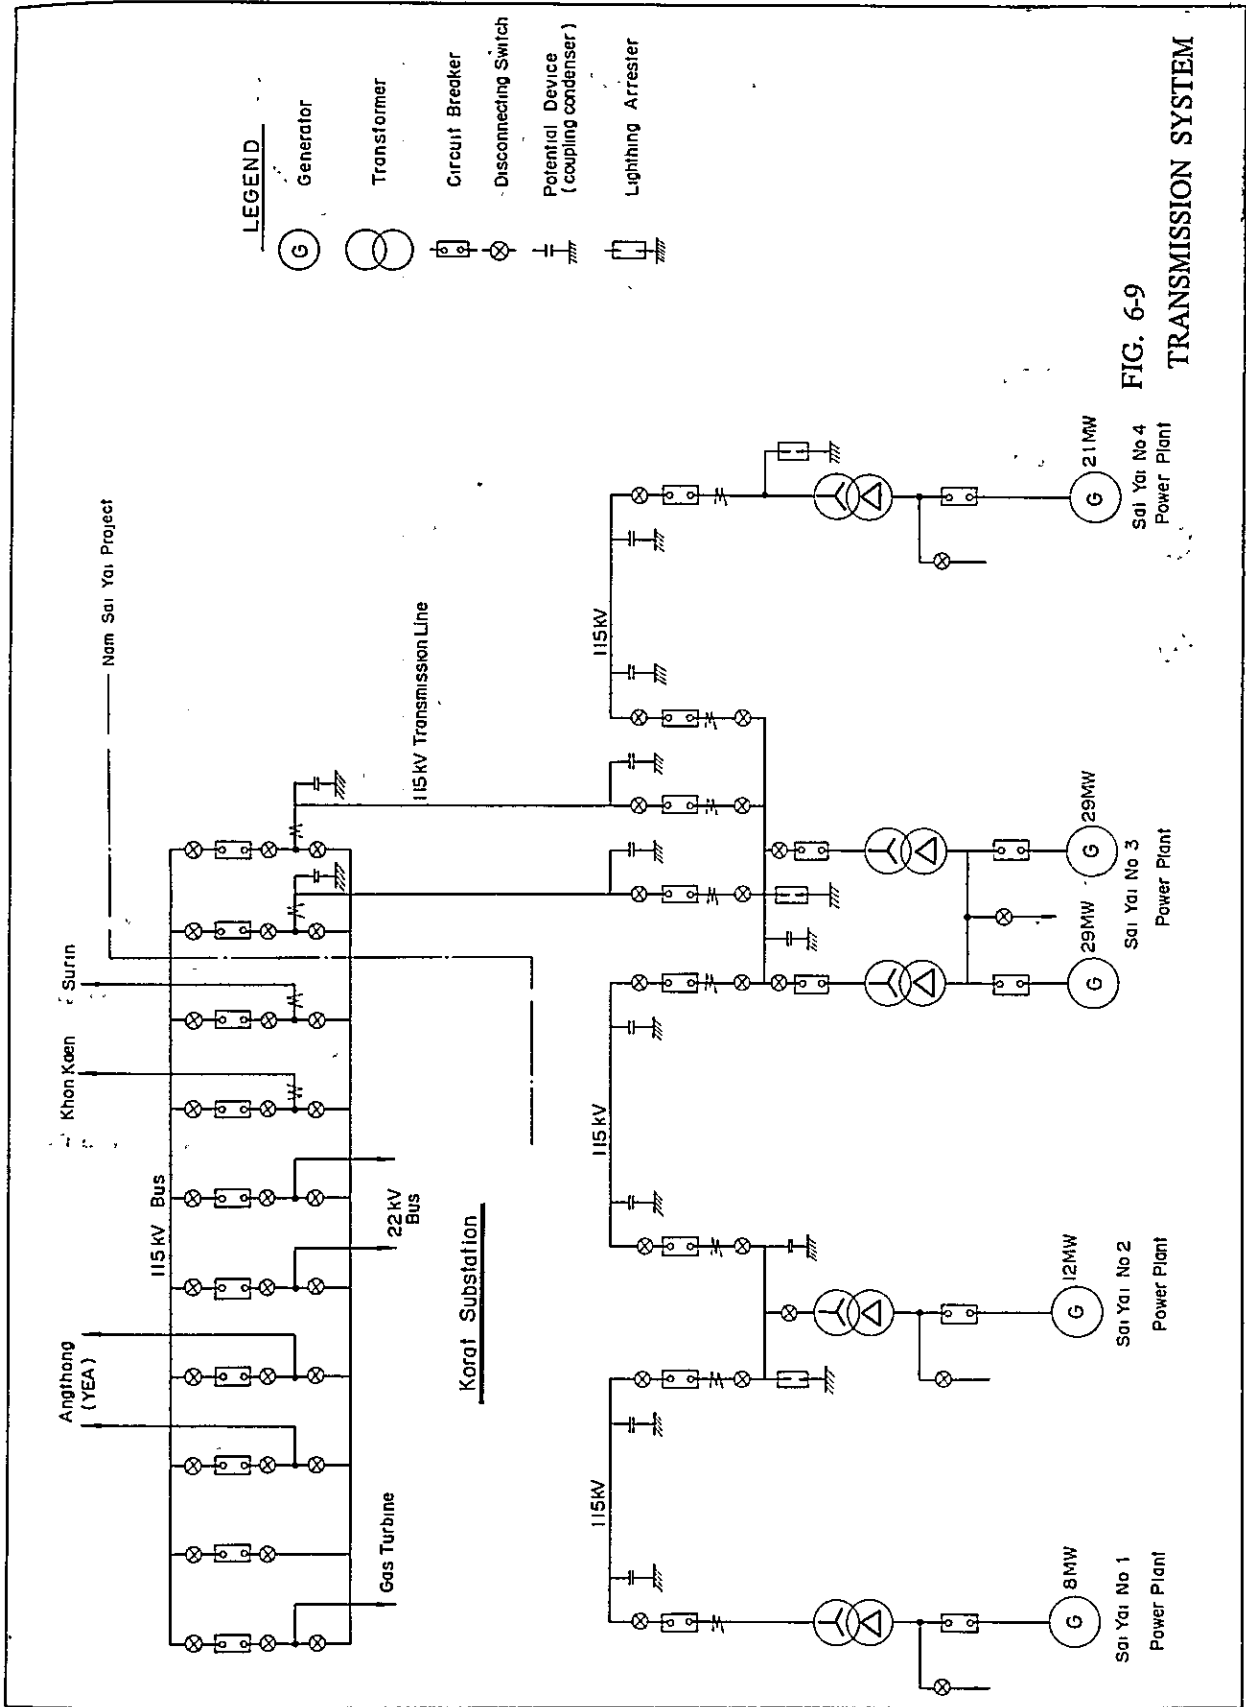 Nam Sai Yai Project
Angthong
(YEA)
Khon Kaen
Surin
115kV Bus
22kV
Bus
Gas Turbine
Korat Substation
115kV Transmission Line
LEGEND
G
Generator
Transformer
Circuit Breaker
Disconnecting Switch
Potential Device
(coupling condenser)
Lighthing Arrester
115kV
115kV
115kV
G
8MW
Sai Yai No 1
Power Plant
G
12MW
Sai Yai No 2
Power Plant
G
29MW
G
29MW
Sai Yai No 3
Power Plant
G
21MW
Sai Yai No 4
Power Plant
FIG. 6-9
TRANSMISSION SYSTEM